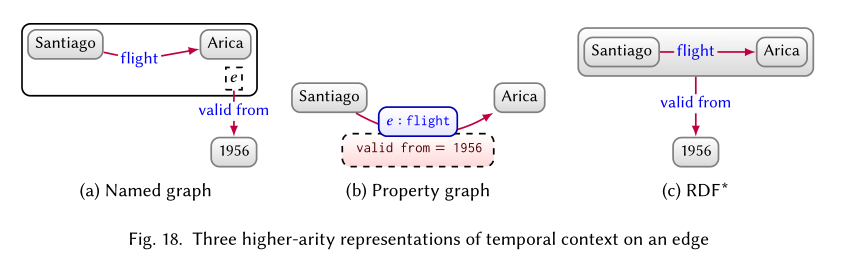 Santiago
flight
Arica
e
valid from
1956
(a) Named graph
Santiago
Arica
e : flight
valid from = 1956
(b) Property graph
Santiago
flight
Arica
valid from
1956
(c) RDF*
Fig. 18. Three higher-arity representations of temporal context on an edge